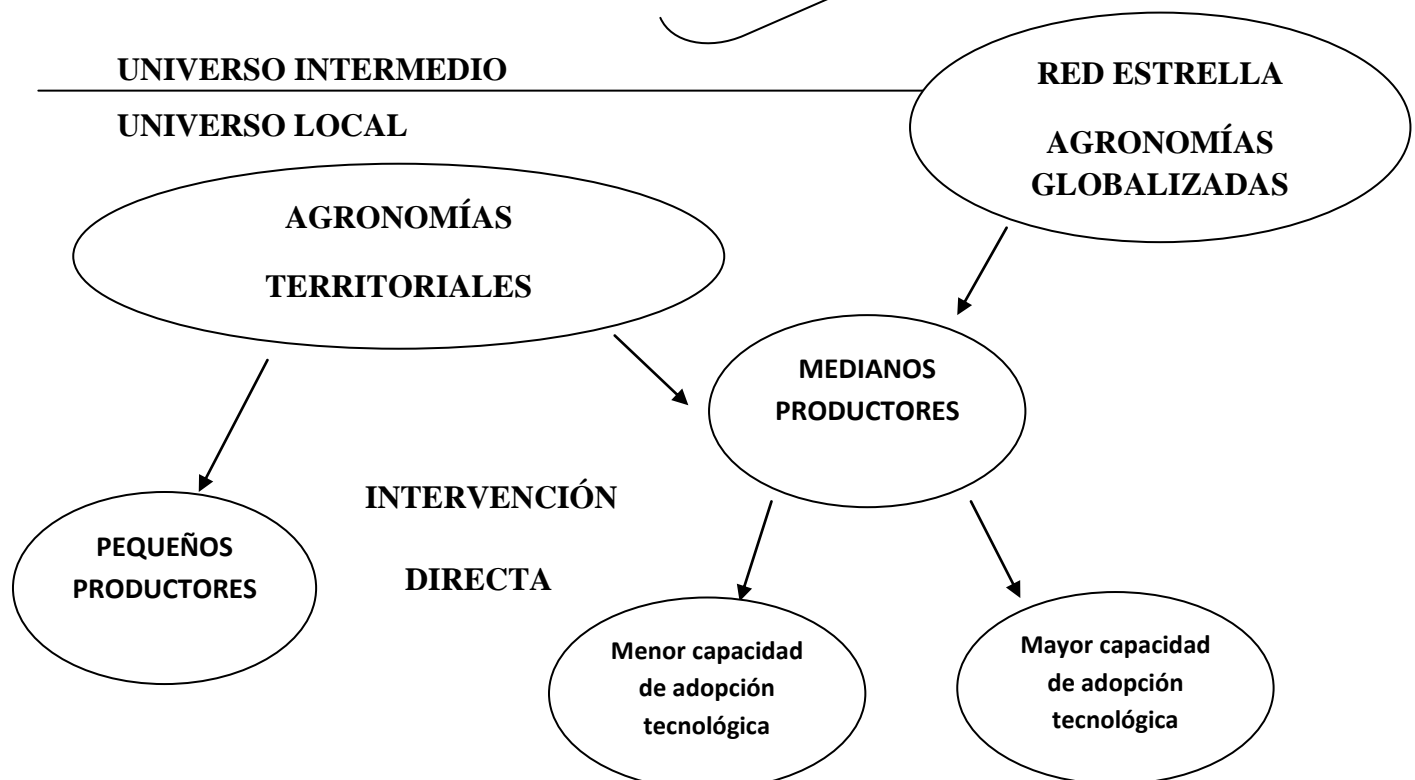 UNIVERSO INTERMEDIO
UNIVERSO LOCAL
RED ESTRELLA
AGRONOMÍAS
GLOBALIZADAS
AGRONOMÍAS
TERRITORIALES
MEDIANOS
PRODUCTORES
INTERVENCIÓN
DIRECTA
PEQUEÑOS
PRODUCTORES
Menor capacidad
de adopción
tecnológica
Mayor capacidad
de adopción
tecnológica